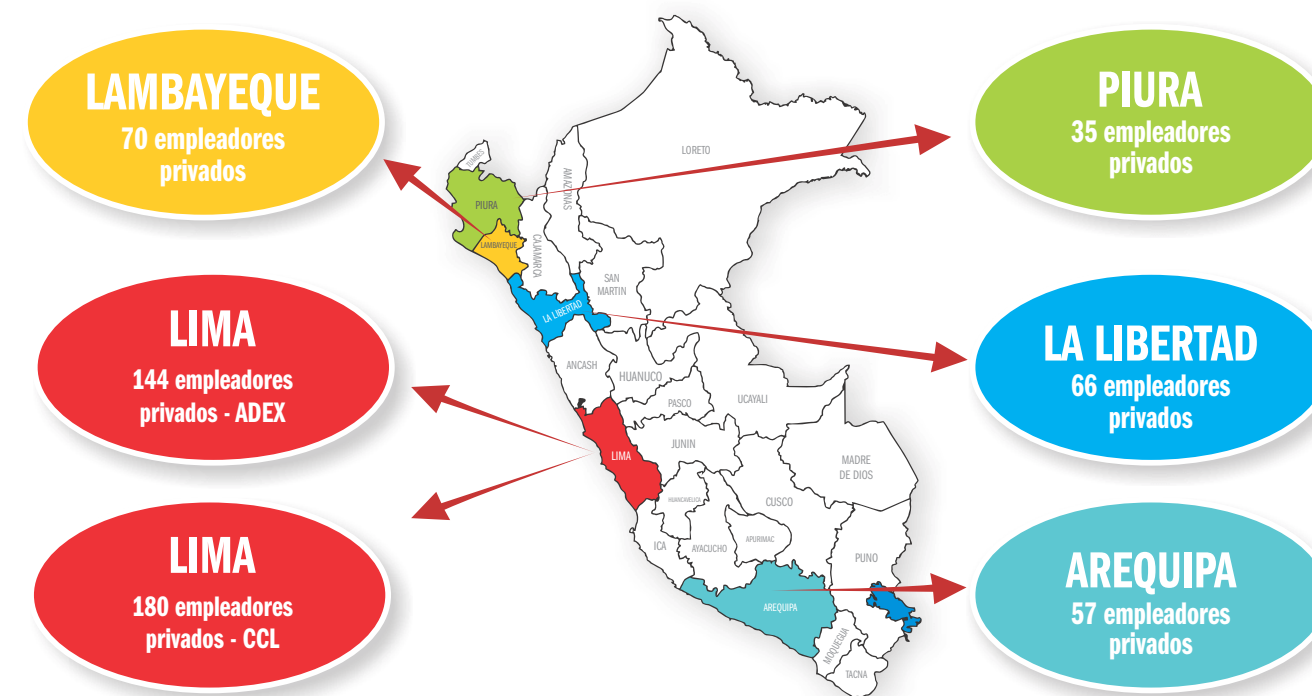 LAMBAYEQUE
70 empleadores
privados
LIMA
144 empleadores
privados - ADEX
LIMA
180 empleadores
privados - CCL
TUMBES
PIURA
LAMBAYEQUE
CAJAMARCA
AMAZONAS
LORETO
SAN
MARTIN
LA LIBERTAD
ANCASH
HUANUCO
PASCO
UCAYALI
LIMA
JUNIN
MADRE
DE DIOS
HUANCAVELICA
CUSCO
ICA
AYACUCHO
APURIMAC
PUNO
AREQUIPA
MOQUEGUA
TACNA
PIURA
35 empleadores
privados
LA LIBERTAD
66 empleadores
privados
AREQUIPA
57 empleadores
privados